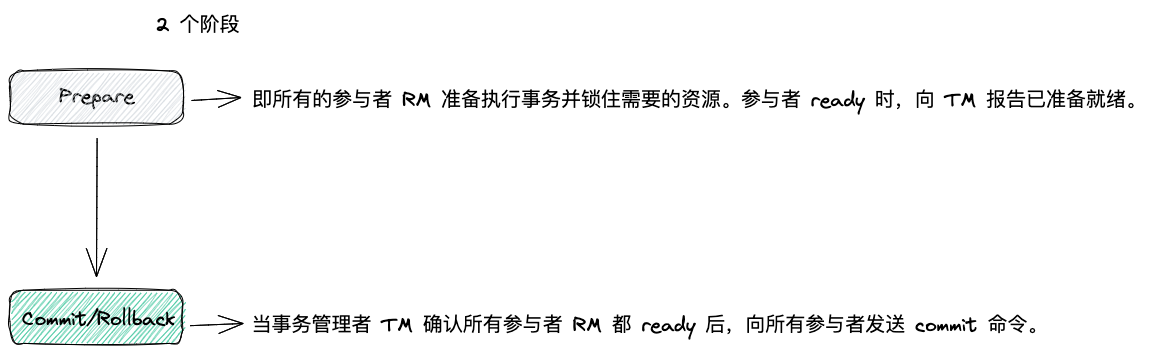 2 个阶段
Prepare
即所有的参与者 RM 准备执行事务并锁住需要的资源。参与者 ready 时，向 TM 报告已准备就绪。
Commit/Rollback
当事务管理者 TM 确认所有参与者 RM 都 ready 后，向所有参与者发送 commit 命令。